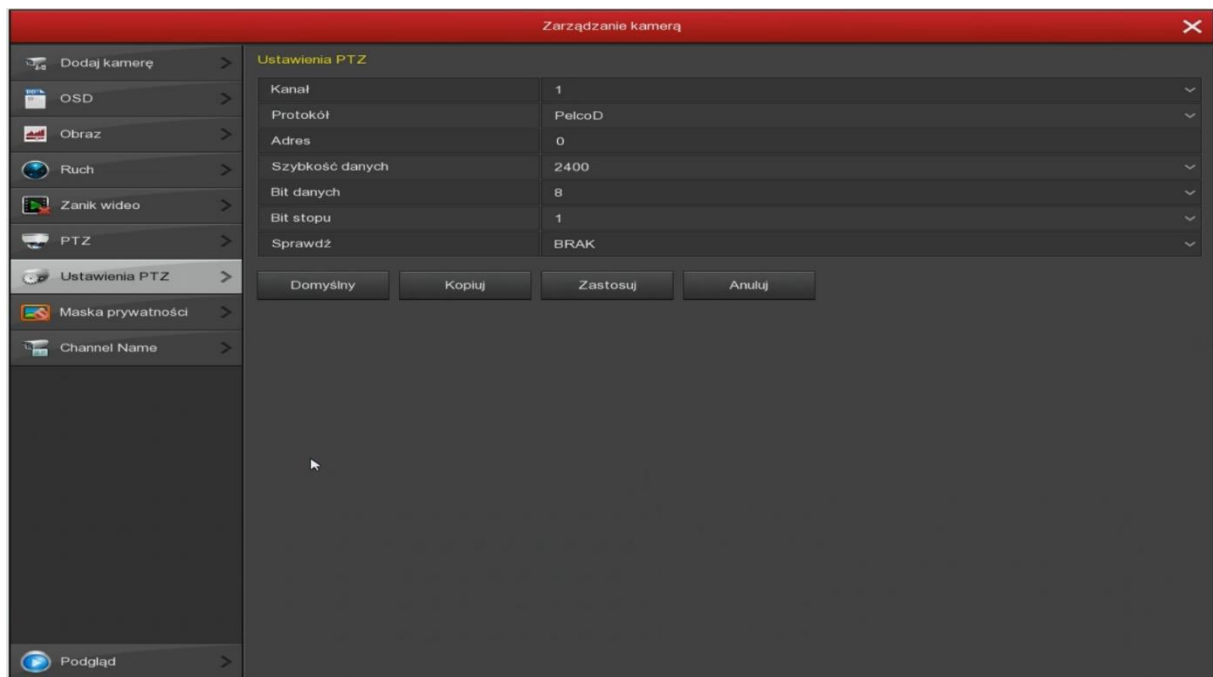 Zarządzanie kamerą
Dodaj kamerę
OSD
Obraz
Ruch
Zanik wideo
PTZ
Ustawienia PTZ
Maska prywatności
Channel Name
Podgląd
Ustawienia PTZ
Kanał 1
Protokół PelcoD
Adres 0
Szybkość danych 2400
Bit danych 8
Bit stopu 1
Sprawdź BRAK
Domyślny Kopiuj Zastosuj Anuluj